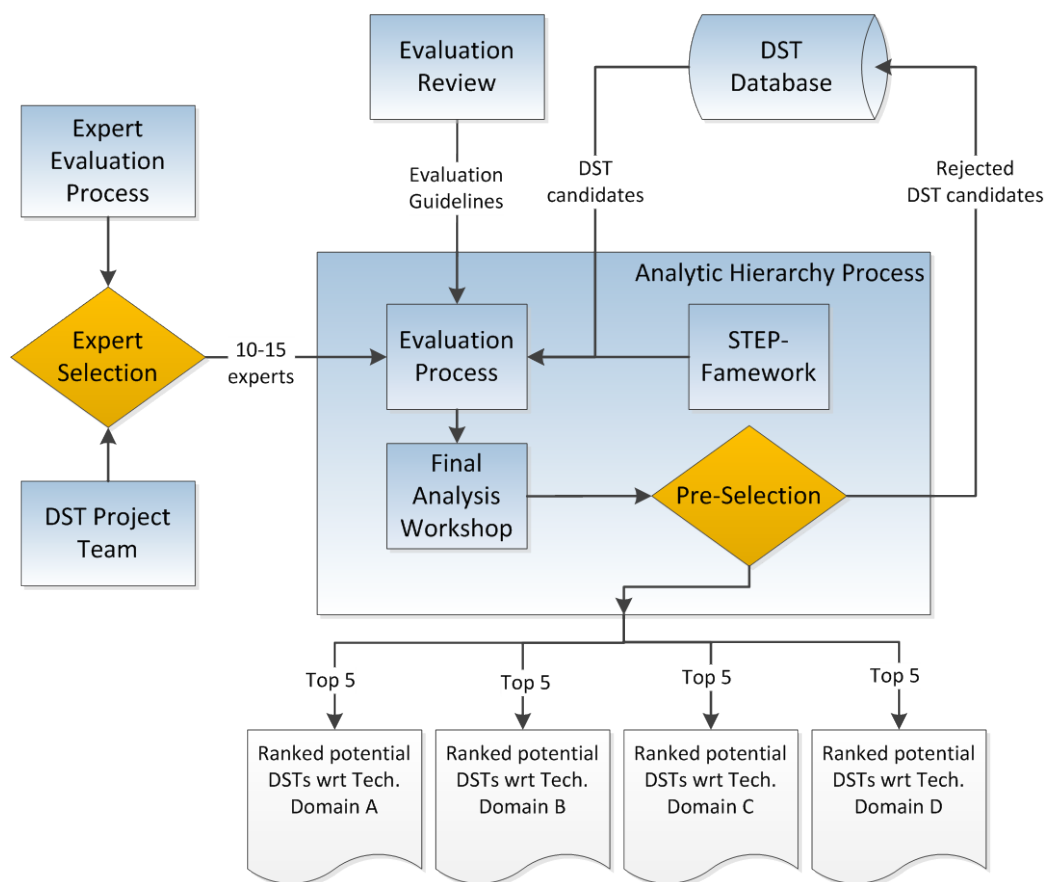 Evaluation
Review
DST
Database
Expert
Evaluation
Process
Evaluation
Guidelines
DST
candidates
Rejected
DST candidates
Analytic Hierarchy Process
Expert
Selection
10-15
experts
Evaluation
Process
STEP-
Famework
DST Project
Team
Final
Analysis
Workshop
Pre-Selection
Top 5
Top 5
Top 5
Top 5
Ranked potential
DSTs wrt Tech.
Domain A
Ranked potential
DSTs wrt Tech.
Domain B
Ranked potential
DSTs wrt Tech.
Domain C
Ranked potential
DSTs wrt Tech.
Domain D